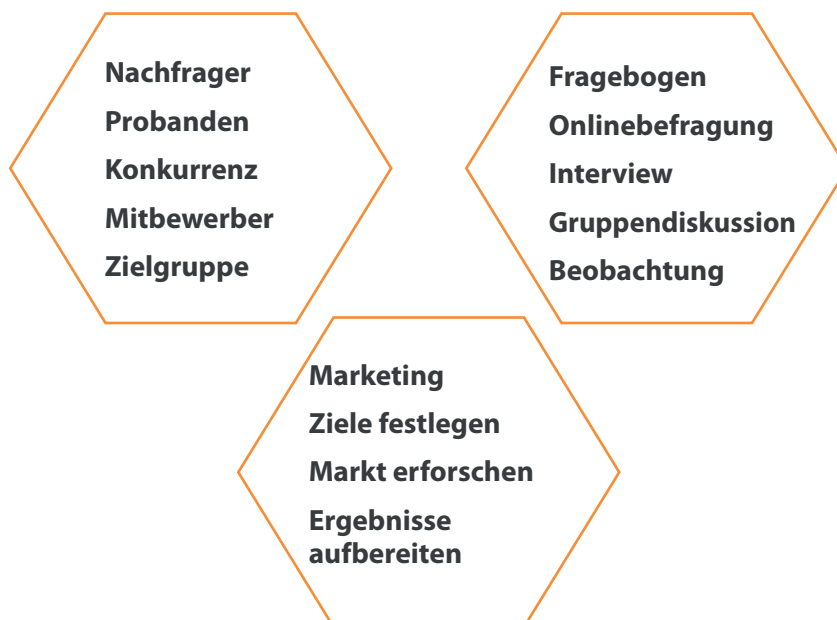 Nachfrager
Probanden
Konkurrenz
Mitbewerber
Zielgruppe
Fragebogen
Onlinebefragung
Interview
Gruppendiskussion
Beobachtung
Marketing
Ziele festlegen
Markt erforschen
Ergebnisse
aufbereiten